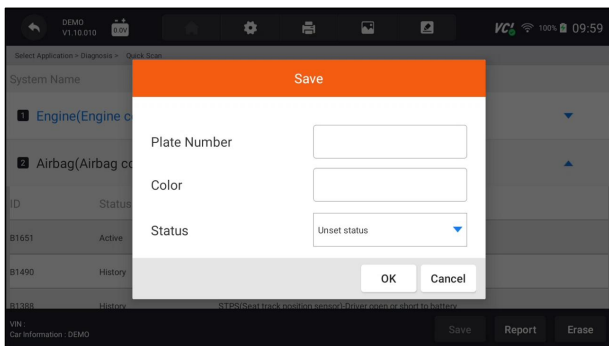 DEMO
V1.10.010
0.0V
VCI
100%
09:59
Select Application > Diagnosis > Quick Scan
System Name
Save
1 Engine(Engine c
Plate Number
2 Airbag(Airbag co
Color
ID Status
Status Unset status
B1651 Active
OK Cancel
B1490 History
B1388 History STPS(Seat track position sensor)-Driver open or short to battery
VIN :
Car Information : DEMO
Save Report Erase